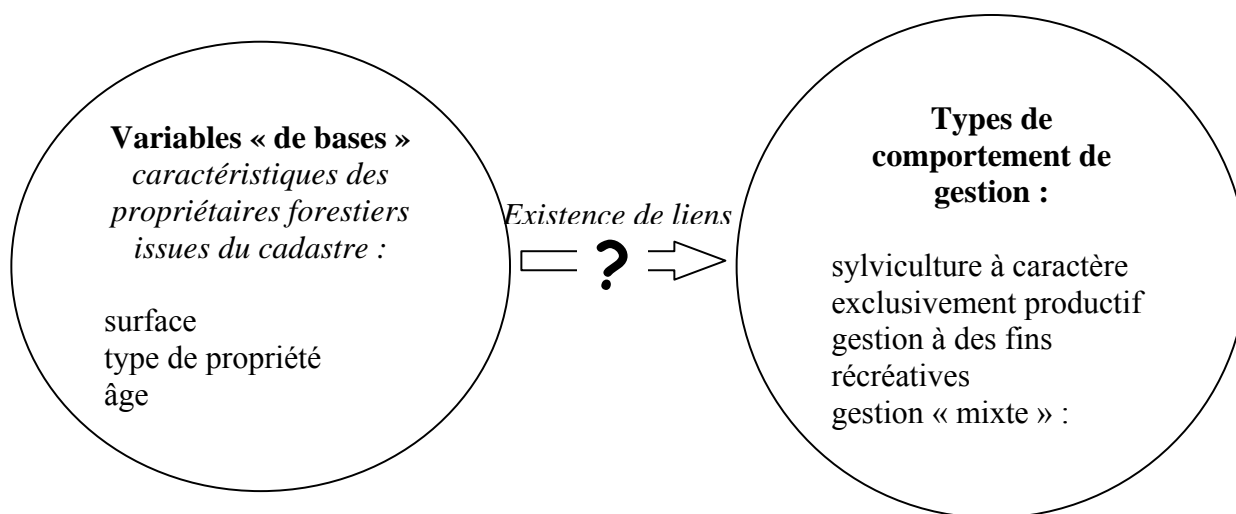 Variables « de bases »
caractéristiques des
propriétaires forestiers
issues du cadastre :
surface
type de propriété
âge
Existence de liens
?
Types de
comportement de
gestion :
sylviculture à caractère
exclusivement productif
gestion à des fins
récréatives
gestion « mixte » :